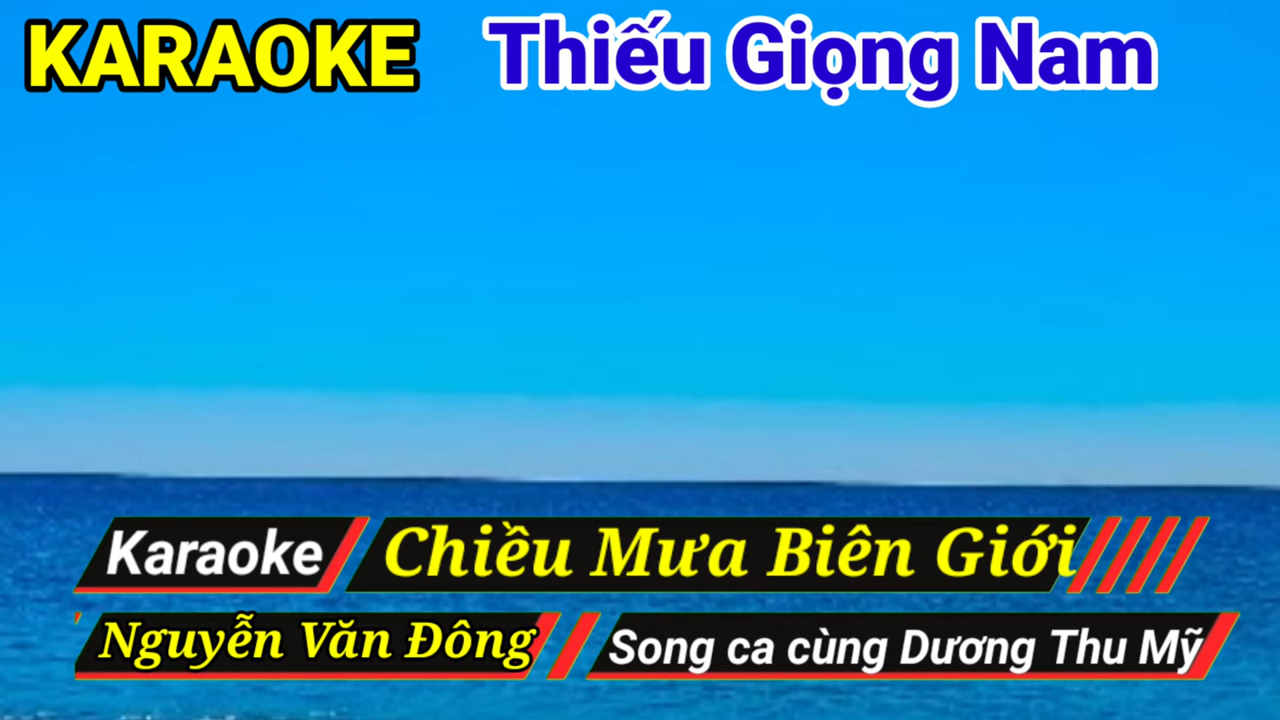 KARAOKE Thiếu Giọng Nam
Karaoke Chiều Mưa Biên Giới
Nguyễn Văn Đông Song ca cùng Dương Thu Mỹ